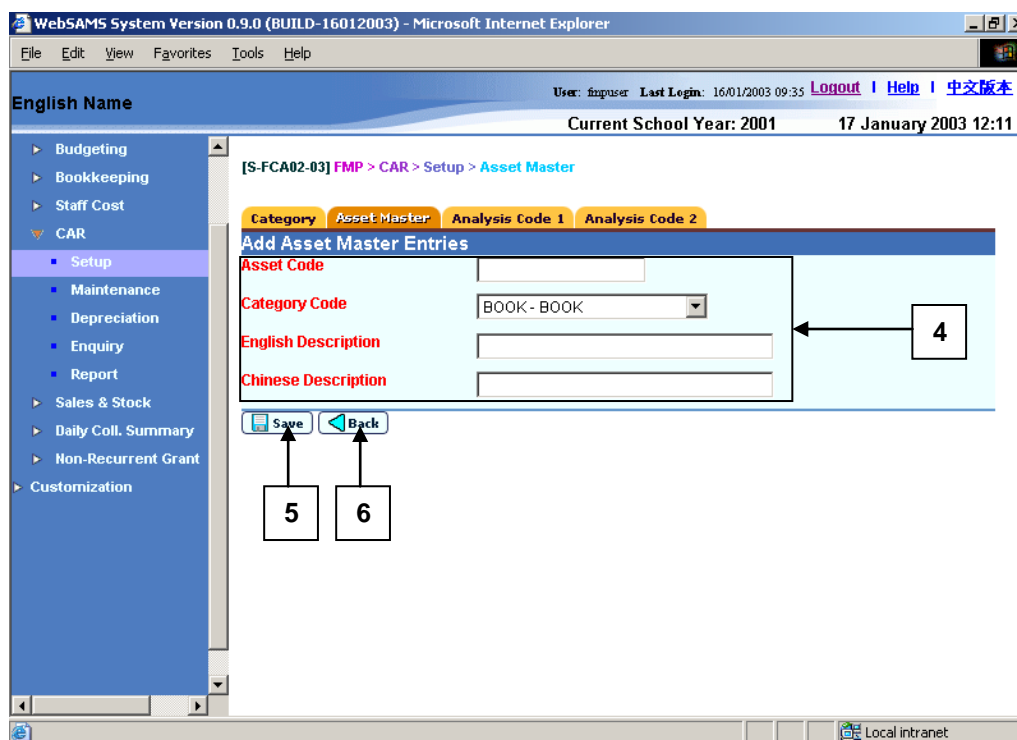 WebSAMS System Version 0.9.0 (BUILD-16012003) - Microsoft Internet Explorer
File Edit View Favorites Tools Help
English Name
User: fmpuser Last Login: 16/01/2003 09:35 Logout | Help | 中文版本
Current School Year: 2001 17 January 2003 12:11
Budgeting
Bookkeeping
Staff Cost
CAR
Setup
Maintenance
Depreciation
Enquiry
Report
Sales & Stock
Daily Coll. Summary
Non-Recurrent Grant
Customization
[S-FCA02-03] FMP > CAR > Setup > Asset Master
Category Asset Master Analysis Code 1 Analysis Code 2
Add Asset Master Entries
Asset Code
Category Code BOOK - BOOK
English Description
Chinese Description
4
Save Back
5 6
Local intranet